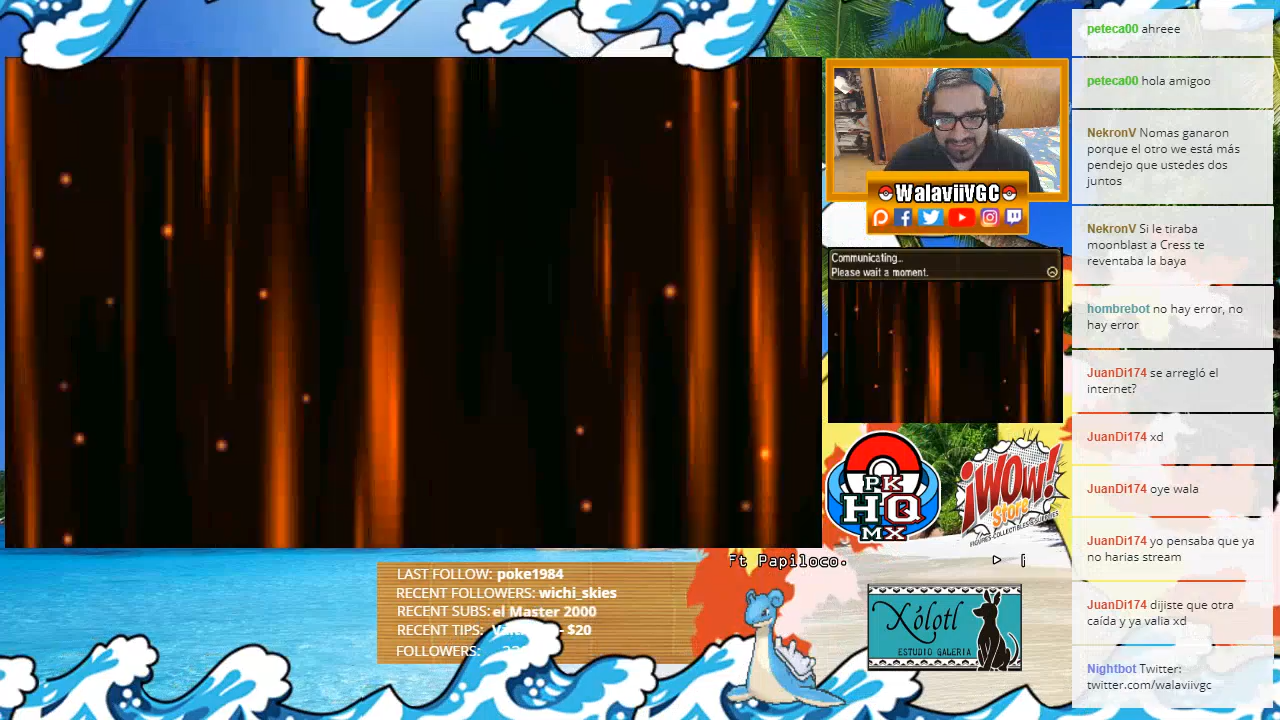 WalaviiVGC
Communicating...
Please wait a moment.
PK
HQ
MX
¡WOW!
Store
Ft Papiloco.
LAST FOLLOW: poke1984
RECENT FOLLOWERS: wichi_skies
RECENT SUBS: el Master 2000
RECENT TIPS: - $20
FOLLOWERS:
Xólotl
ESTUDIO GALERIA
peteca00 ahreee
peteca00 hola amigoo
NekronV Nomas ganaron
porque el otro we está más
pendejo que ustedes dos
juntos
NekronV Si le tiraba
moonblast a Cress te
reventaba la baya
hombrebot no hay error, no
hay error
JuanDi174 se arregló el
internet?
JuanDi174 xd
JuanDi174 oye wala
JuanDi174 yo pensaba que ya
no harias stream
JuanDi174 dijiste que otra
caída y ya valia xd
Nightbot Twitter:
twitter.com/walaviivgc